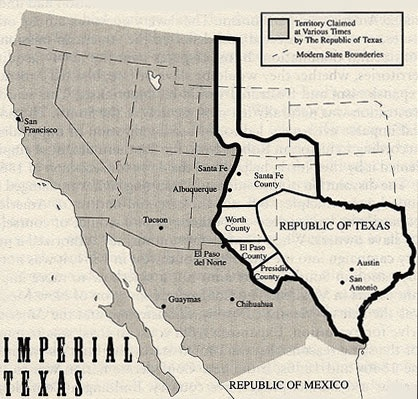 Territory Claimed
at Various Times
by The Republic of Texas
Modern State Bounderies
San
Francisco
Santa Fe
Santa Fe
County
Albuquerque
Worth
County
REPUBLIC OF TEXAS
Tucson
El Paso
del Norte
El Paso
County
Presidio
County
Austin
San
Antonio
Guaymas
Chihuahua
IMPERIAL
TEXAS
REPUBLIC OF MEXICO